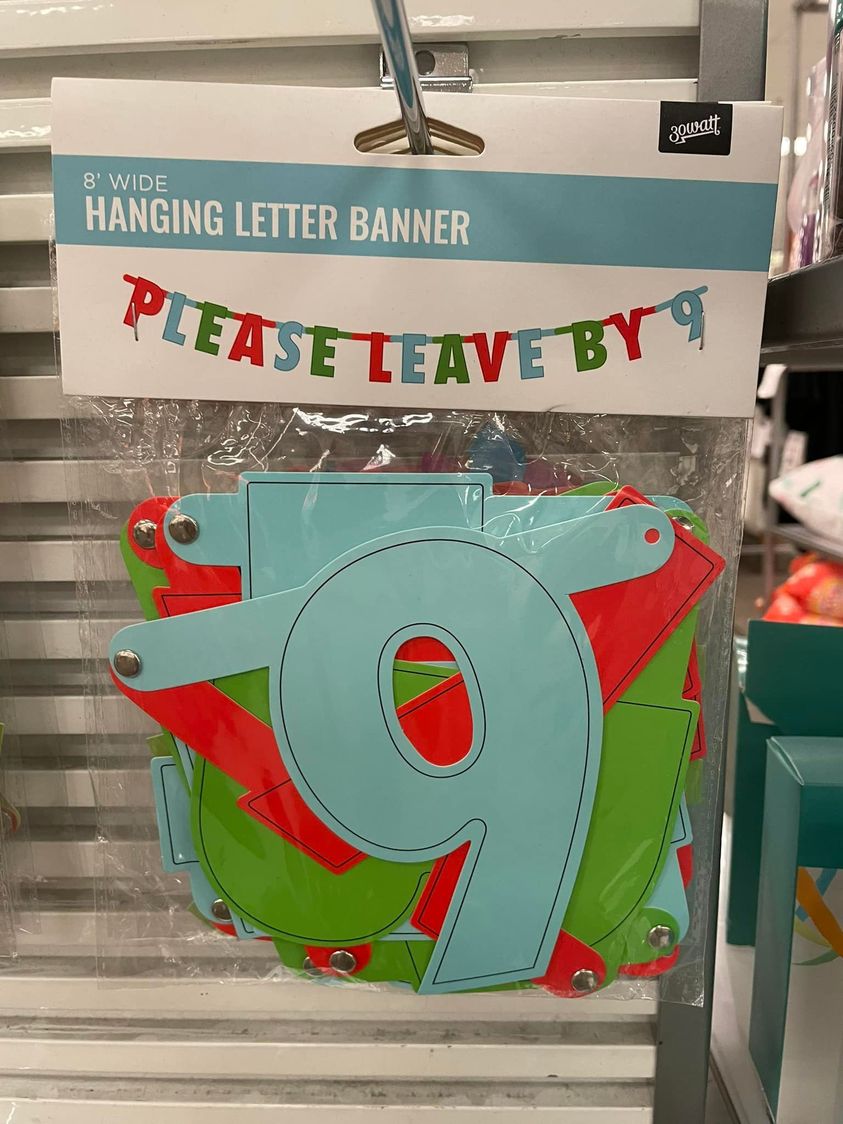 30watt
8' WIDE
HANGING LETTER BANNER
PLEASE LEAVE BY 9
9